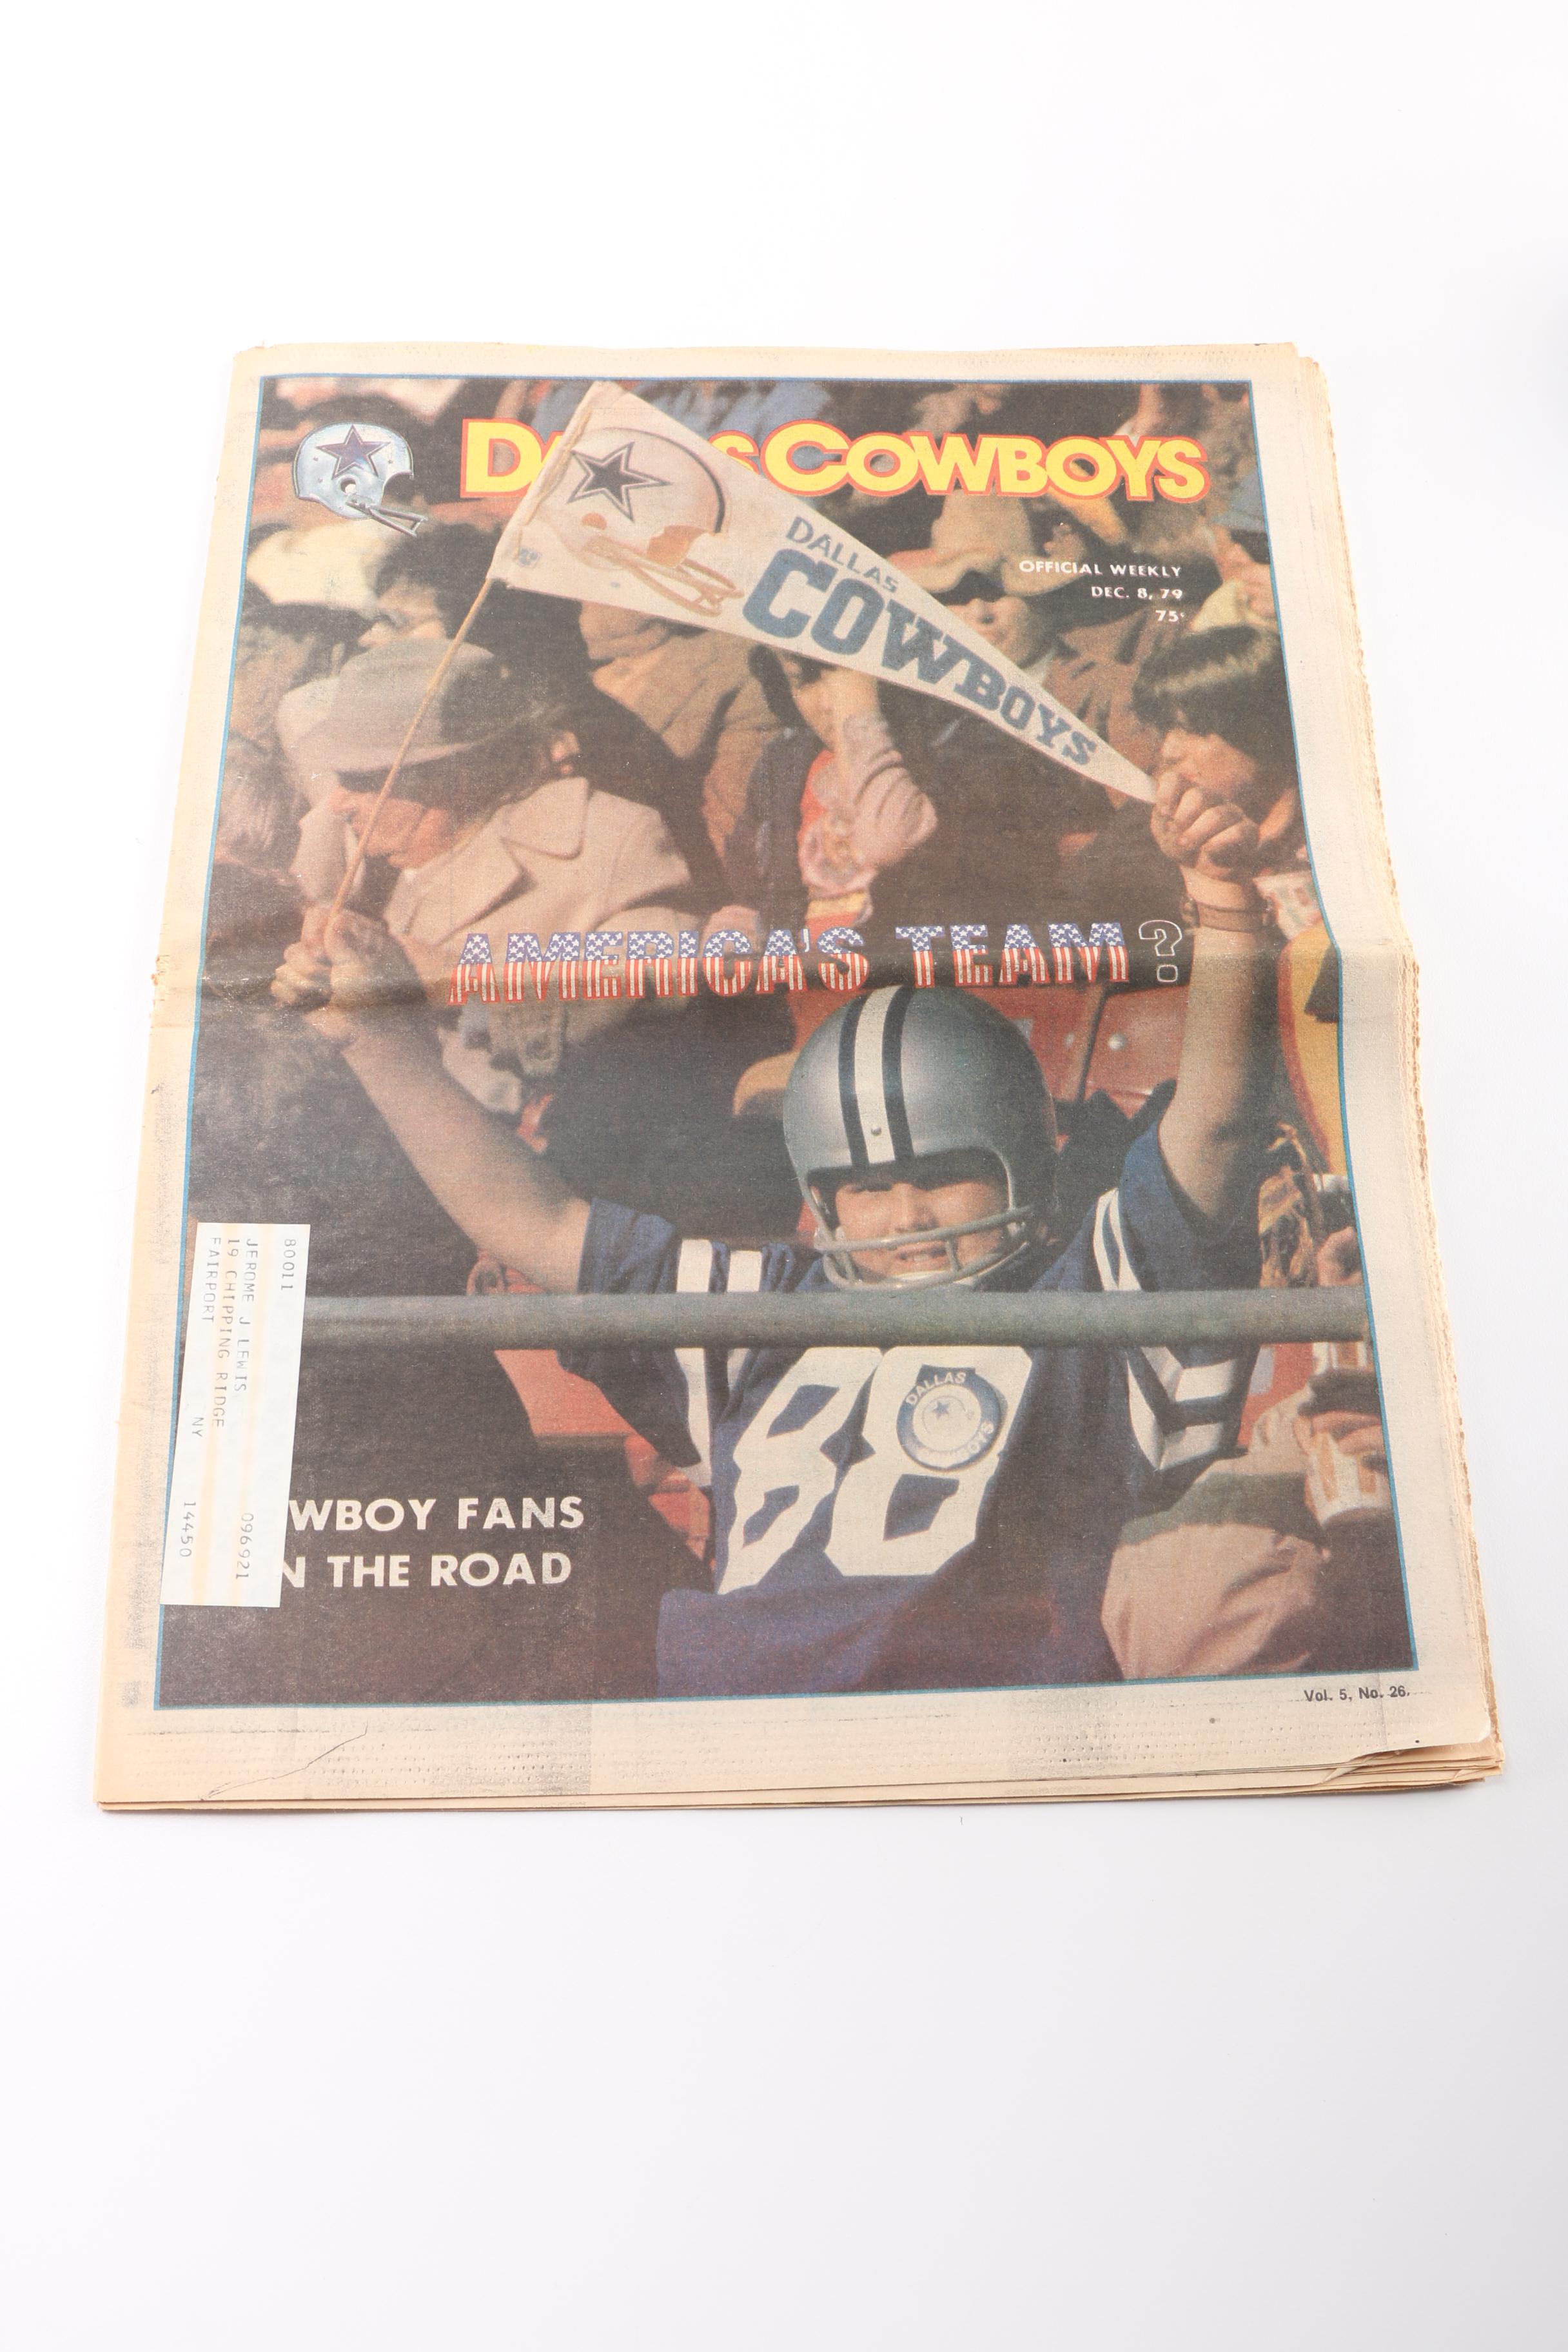 D S COWBOYS
DALLAS
COWBOYS
OFFICIAL WEEKLY
DEC. 8, 79
75¢
AMERICA'S TEAM?
88
DALLAS
80011
JEROME J LEWIS 096921
19 CHIPPING RIDGE
FAIRPORT NY 14450
WBOY FANS
N THE ROAD
Vol. 5, No. 26.